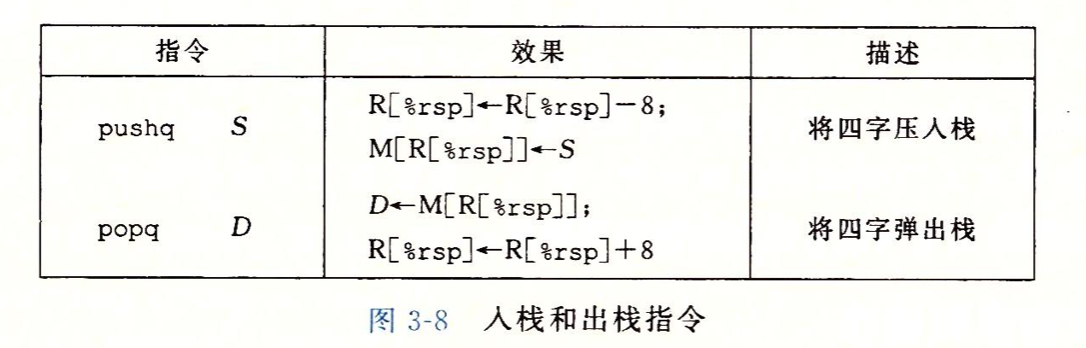 指令 效果 描述
pushq S R[%rsp]←R[%rsp]-8; 将四字压入栈
M[R[%rsp]]←S
popq D D←M[R[%rsp]]; 将四字弹出栈
R[%rsp]←R[%rsp]+8
图 3-8 入栈和出栈指令